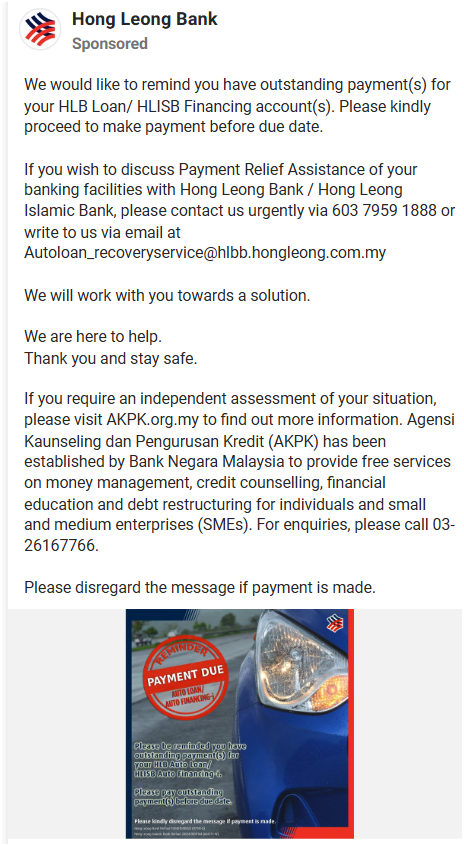 Hong Leong Bank
Sponsored
We would like to remind you have outstanding payment(s) for
your HLB Loan/ HLISB Financing account(s). Please kindly
proceed to make payment before due date.
If you wish to discuss Payment Relief Assistance of your
banking facilities with Hong Leong Bank / Hong Leong
Islamic Bank, please contact us urgently via 603 7959 1888 or
write to us via email at
Autoloan_recoveryservice@hlbb.hongleong.com.my
We will work with you towards a solution.
We are here to help.
Thank you and stay safe.
If you require an independent assessment of your situation,
please visit AKPK.org.my to find out more information. Agensi
Kaunseling dan Pengurusan Kredit (AKPK) has been
established by Bank Negara Malaysia to provide free services
on money management, credit counselling, financial
education and debt restructuring for individuals and small
and medium enterprises (SMEs). For enquiries, please call 03-
26167766.
Please disregard the message if payment is made.
REMINDER
PAYMENT DUE
AUTO LOAN/
AUTO FINANCING-i
Please be reminded you have
outstanding payment(s) for
your HLB Auto Loan/
HLISB Auto Financing-i.
Please pay outstanding
payment(s) before due date.
Please kindly disregard the message if payment is made.